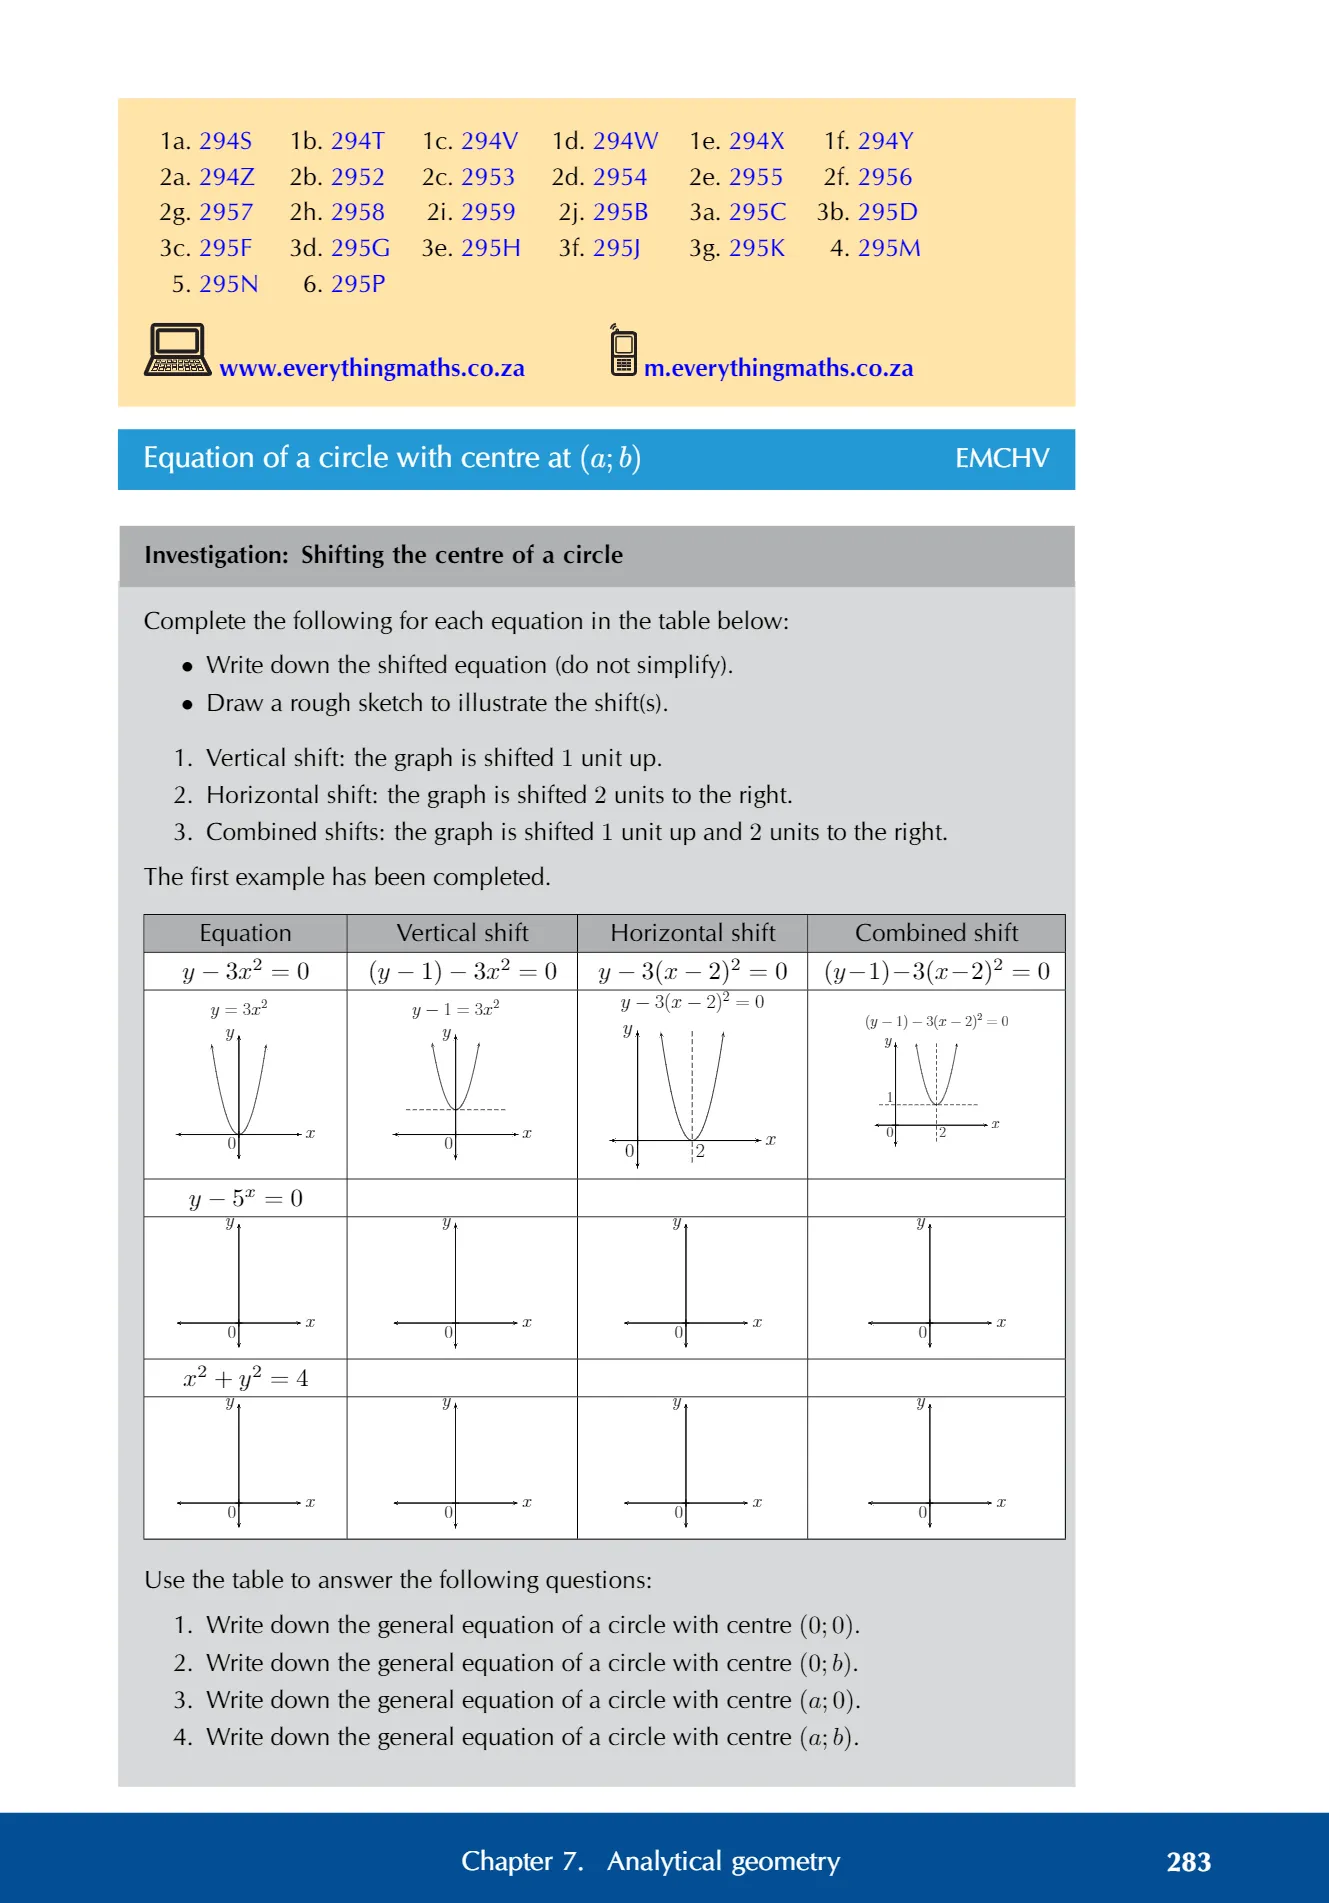 1a. 294S 1b. 294T 1c. 294V 1d. 294W 1e. 294X 1f. 294Y
2a. 294Z 2b. 2952 2c. 2953 2d. 2954 2e. 2955 2f. 2956
2g. 2957 2h. 2958 2i. 2959 2j. 295B 3a. 295C 3b. 295D
3c. 295F 3d. 295G 3e. 295H 3f. 295J 3g. 295K 4. 295M
5. 295N 6. 295P
www.everythingmaths.co.za m.everythingmaths.co.za
Equation of a circle with centre at (a; b) EMCHV
Investigation: Shifting the centre of a circle
Complete the following for each equation in the table below:
• Write down the shifted equation (do not simplify).
• Draw a rough sketch to illustrate the shift(s).
1. Vertical shift: the graph is shifted 1 unit up.
2. Horizontal shift: the graph is shifted 2 units to the right.
3. Combined shifts: the graph is shifted 1 unit up and 2 units to the right.
The first example has been completed.
Equation Vertical shift Horizontal shift Combined shift
y − 3x² = 0 (y − 1) − 3x² = 0 y − 3(x − 2)² = 0 (y−1)−3(x−2)² = 0
y = 3x² y − 1 = 3x² y − 3(x − 2)² = 0 (y − 1) − 3(x − 2)² = 0
y y y y
1
x x x x
0 0 0 2 0 2
y − 5ˣ = 0
y y y y
x x x x
0 0 0 0
x² + y² = 4
y y y y
x x x x
0 0 0 0
Use the table to answer the following questions:
1. Write down the general equation of a circle with centre (0; 0).
2. Write down the general equation of a circle with centre (0; b).
3. Write down the general equation of a circle with centre (a; 0).
4. Write down the general equation of a circle with centre (a; b).
Chapter 7. Analytical geometry 283